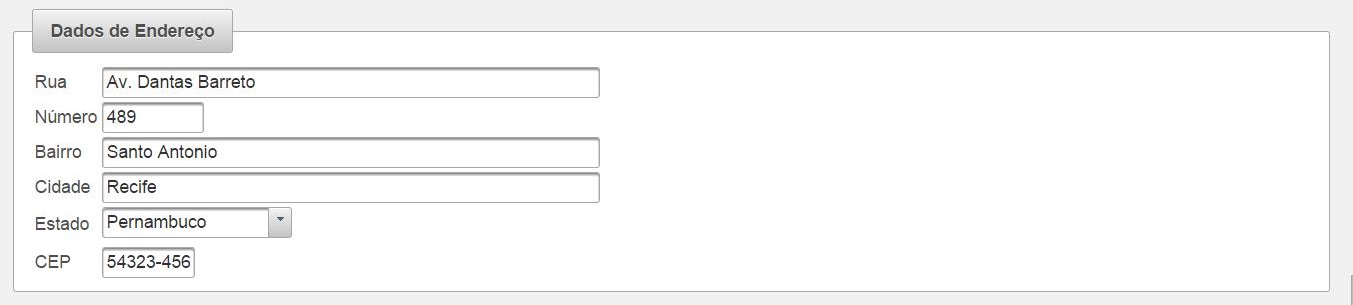 Dados de Endereço
Rua Av. Dantas Barreto
Número 489
Bairro Santo Antonio
Cidade Recife
Estado Pernambuco
CEP 54323-456